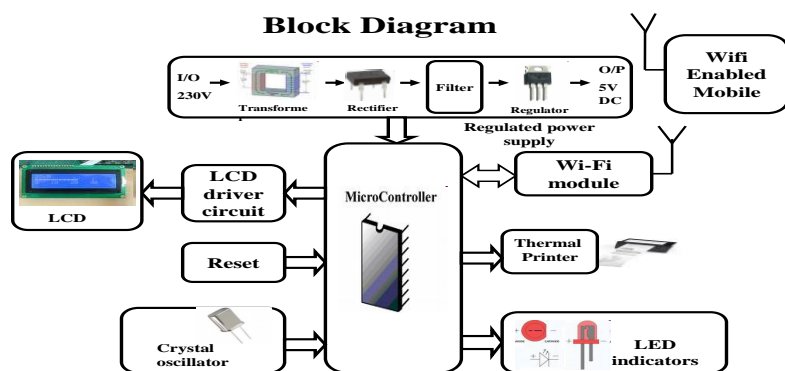 Block Diagram
I/O
230V
Transforme
Rectifier
Filter
Regulator
O/P
5V
DC
Wifi
Enabled
Mobile
Regulated power
supply
LCD
LCD
driver
circuit
MicroController
Wi-Fi
module
Reset
Thermal
Printer
Crystal
oscillator
LED
indicators